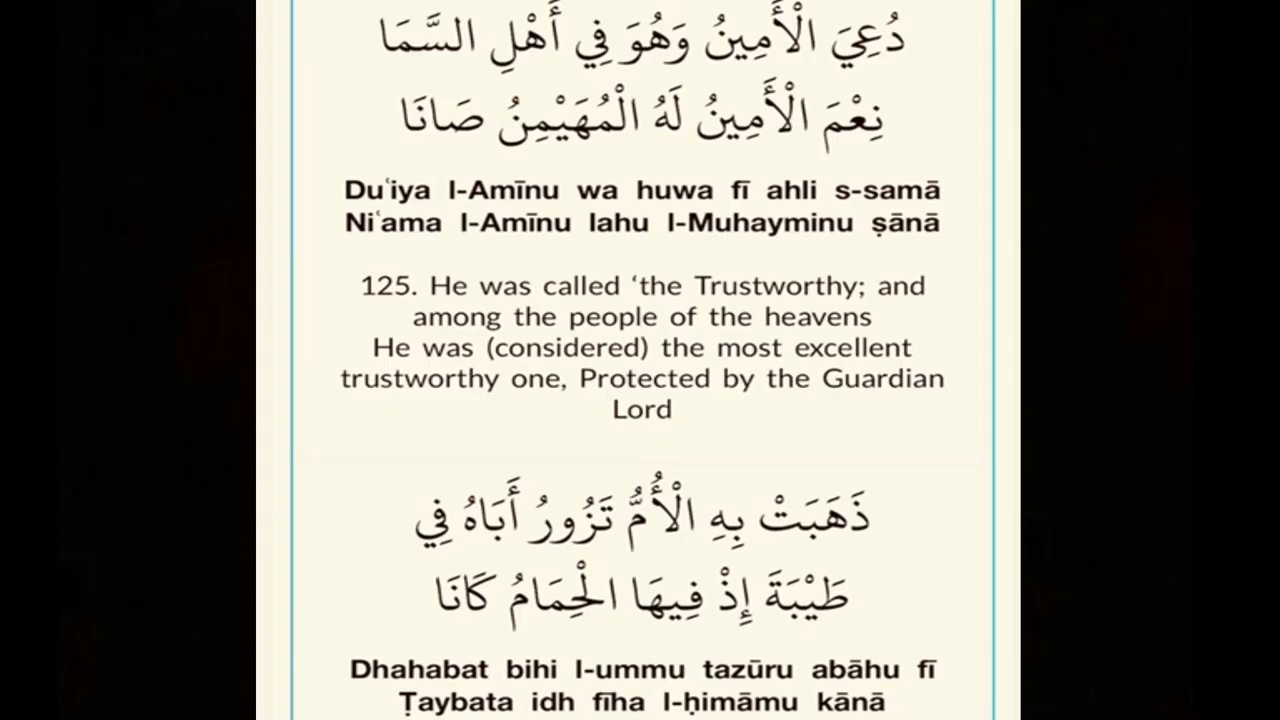 دُعِيَ الْأَمِينُ وَهُوَ فِي أَهْلِ السَّمَا
نِعْمَ الْأَمِينُ لَهُ الْمُهَيْمِنُ صَانَا
Duʿiya l-Amīnu wa huwa fī ahli s-samā
Niʿama l-Amīnu lahu l-Muhayminu ṣānā
125. He was called ‘the Trustworthy; and
among the people of the heavens
He was (considered) the most excellent
trustworthy one, Protected by the Guardian
Lord
ذَهَبَتْ بِهِ الْأُمُّ تَزُورُ أَبَاهُ فِي
طَيْبَةَ إِذْ فِيهَا الْحِمَامُ كَانَا
Dhahabat bihi l-ummu tazūru abāhu fī
Ṭaybata idh fīha l-ḥimāmu kānā